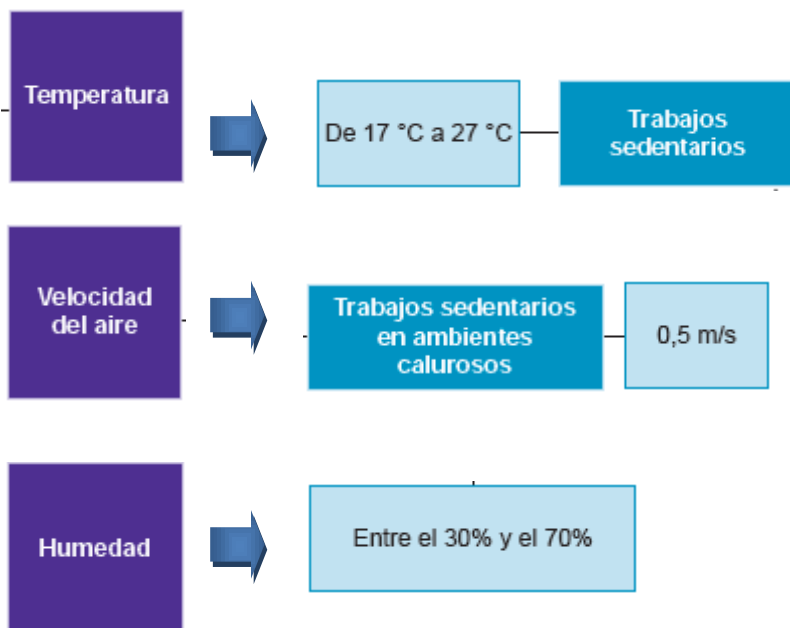 Temperatura
De 17 °C a 27 °C
Trabajos
sedentarios
Velocidad
del aire
Trabajos sedentarios
en ambientes
calurosos
0,5 m/s
Humedad
Entre el 30% y el 70%